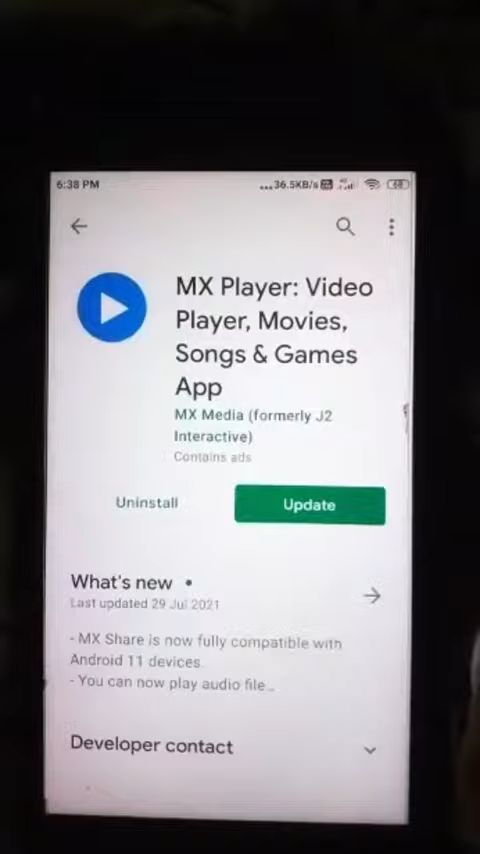 6:38 PM ...36.5KB/s
MX Player: Video
Player, Movies,
Songs & Games
App
MX Media (formerly J2
Interactive)
Contains ads
Uninstall
Update
What's new •
Last updated 29 Jul 2021
- MX Share is now fully compatible with
Android 11 devices.
- You can now play audio file...
Developer contact